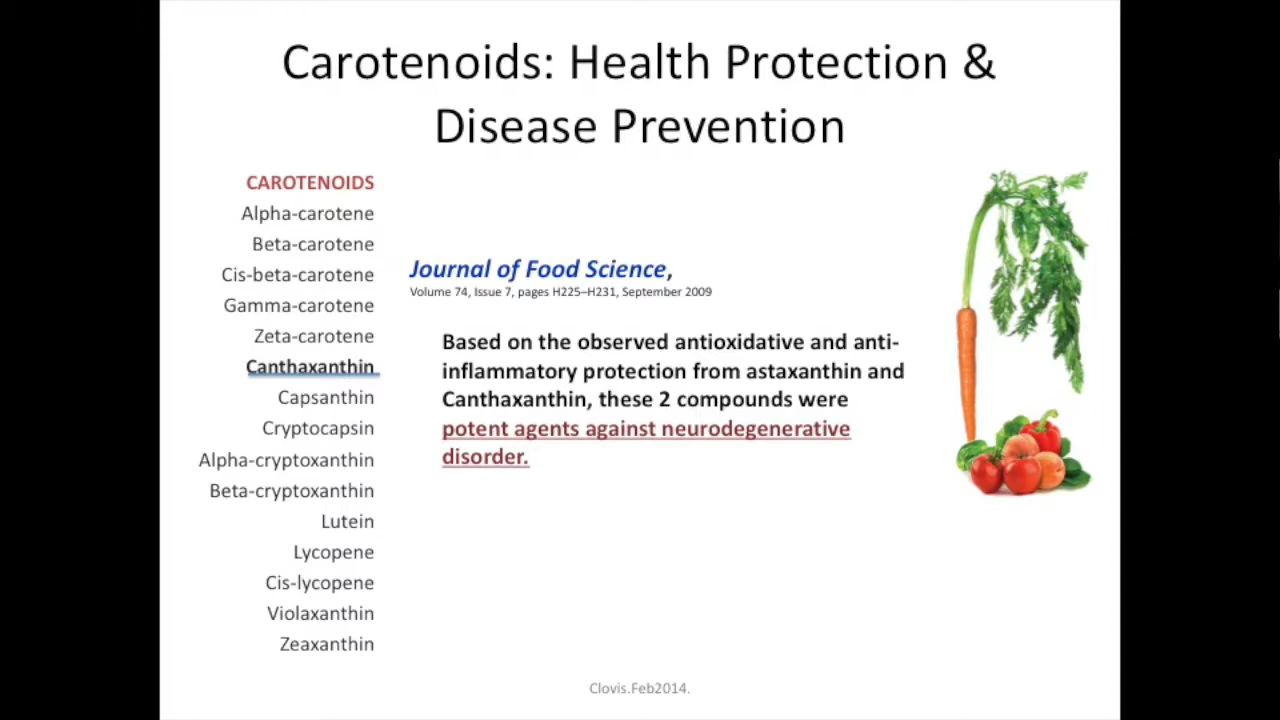 Carotenoids: Health Protection &
Disease Prevention
CAROTENOIDS
Alpha-carotene
Beta-carotene
Cis-beta-carotene
Gamma-carotene
Zeta-carotene
Canthaxanthin
Capsanthin
Cryptocapsin
Alpha-cryptoxanthin
Beta-cryptoxanthin
Lutein
Lycopene
Cis-lycopene
Violaxanthin
Zeaxanthin
Journal of Food Science,
Volume 74, Issue 7, pages H225–H231, September 2009
Based on the observed antioxidative and anti-
inflammatory protection from astaxanthin and
Canthaxanthin, these 2 compounds were
potent agents against neurodegenerative
disorder.
Clovis.Feb2014.